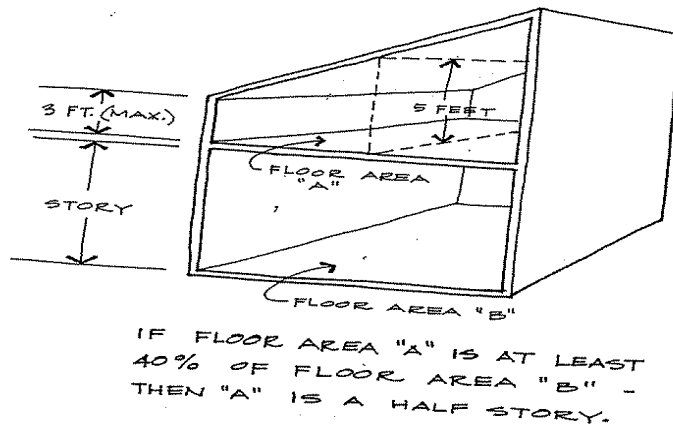 3 FT. (MAX.)
5 FEET
FLOOR AREA
"A"
STORY
FLOOR AREA "B"
IF FLOOR AREA "A" IS AT LEAST
40% OF FLOOR AREA "B" -
THEN "A" IS A HALF STORY.